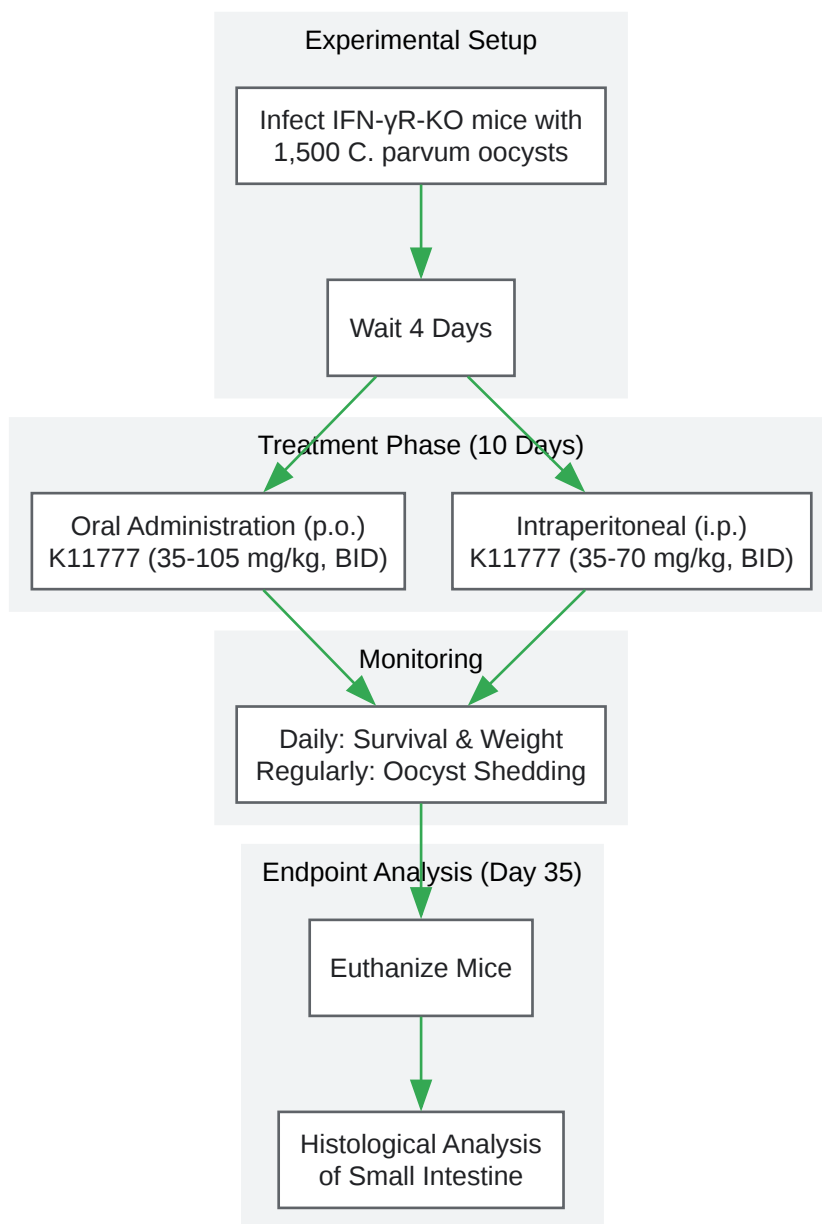 Experimental Setup
Infect IFN-γR-KO mice with
1,500 C. parvum oocysts
Wait 4 Days
Treatment Phase (10 Days)
Oral Administration (p.o.)
K11777 (35-105 mg/kg, BID)
Intraperitoneal (i.p.)
K11777 (35-70 mg/kg, BID)
Monitoring
Daily: Survival & Weight
Regularly: Oocyst Shedding
Endpoint Analysis (Day 35)
Euthanize Mice
Histological Analysis
of Small Intestine